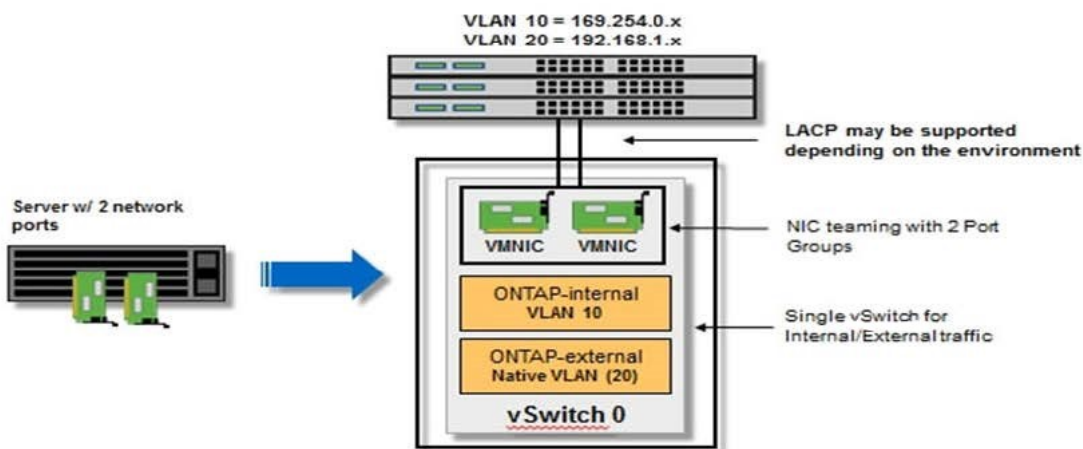 VLAN 10 = 169.254.0.x
VLAN 20 = 192.168.1.x
LACP may be supported
depending on the environment
Server w/ 2 network
ports
VMNIC
VMNIC
NIC teaming with 2 Port
Groups
ONTAP-internal
VLAN 10
Single vSwitch for
Internal/External traffic
ONTAP-external
Native VLAN (20)
vSwitch 0